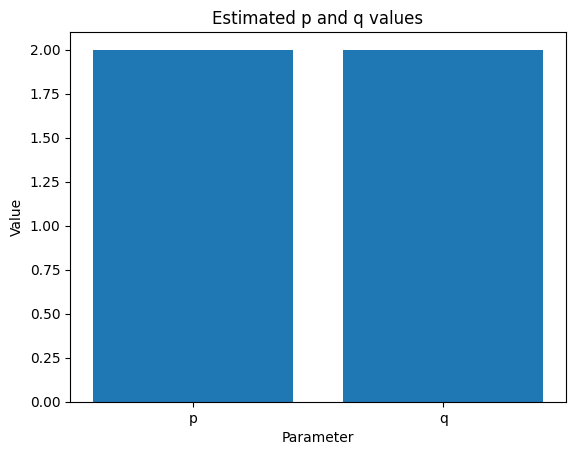 Estimated p and q values
Value
2.00
1.75
1.50
1.25
1.00
0.75
0.50
0.25
0.00
p q
Parameter